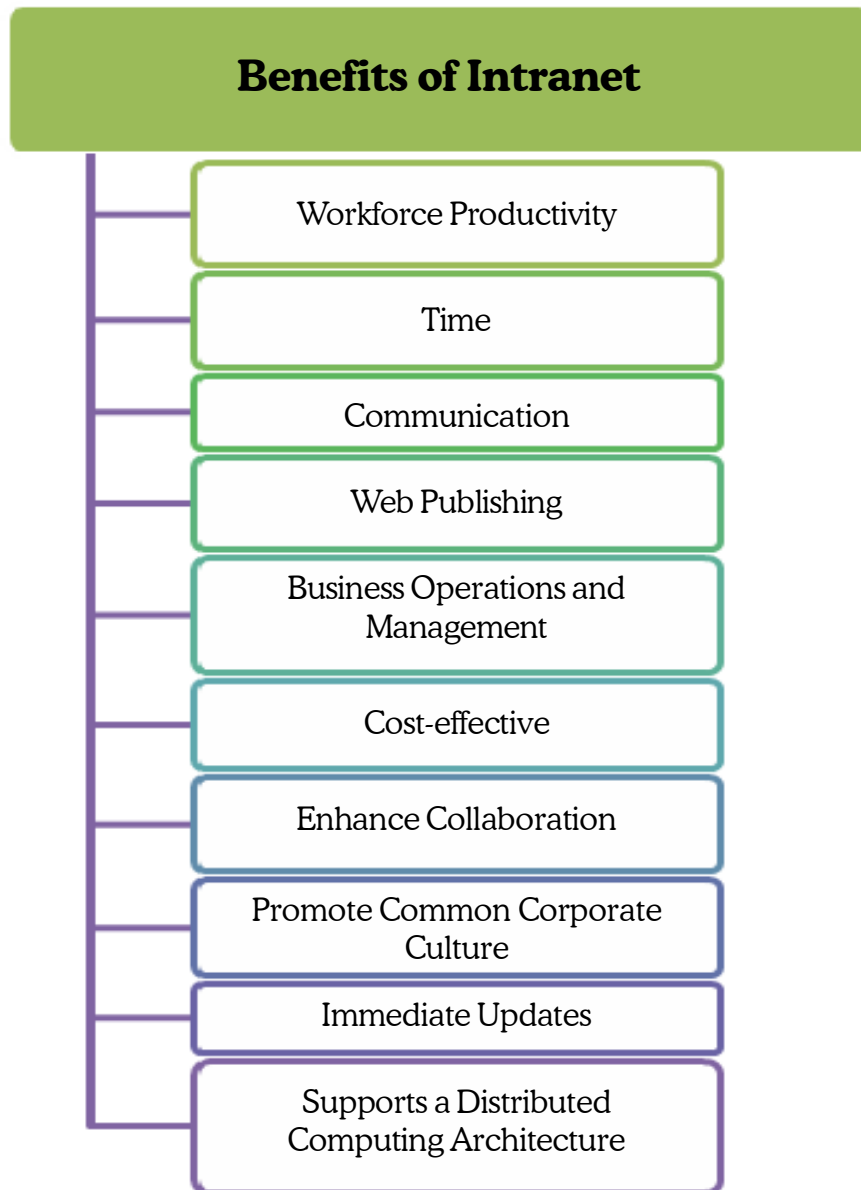 Benefits of Intranet
Workforce Productivity
Time
Communication
Web Publishing
Business Operations and
Management
Cost-effective
Enhance Collaboration
Promote Common Corporate
Culture
Immediate Updates
Supports a Distributed
Computing Architecture